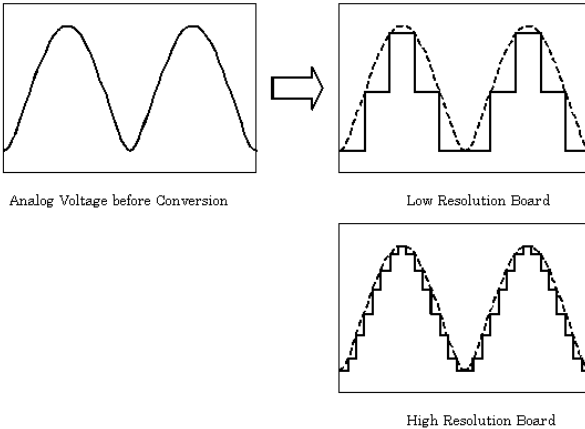 Analog Voltage before Conversion
Low Resolution Board
High Resolution Board